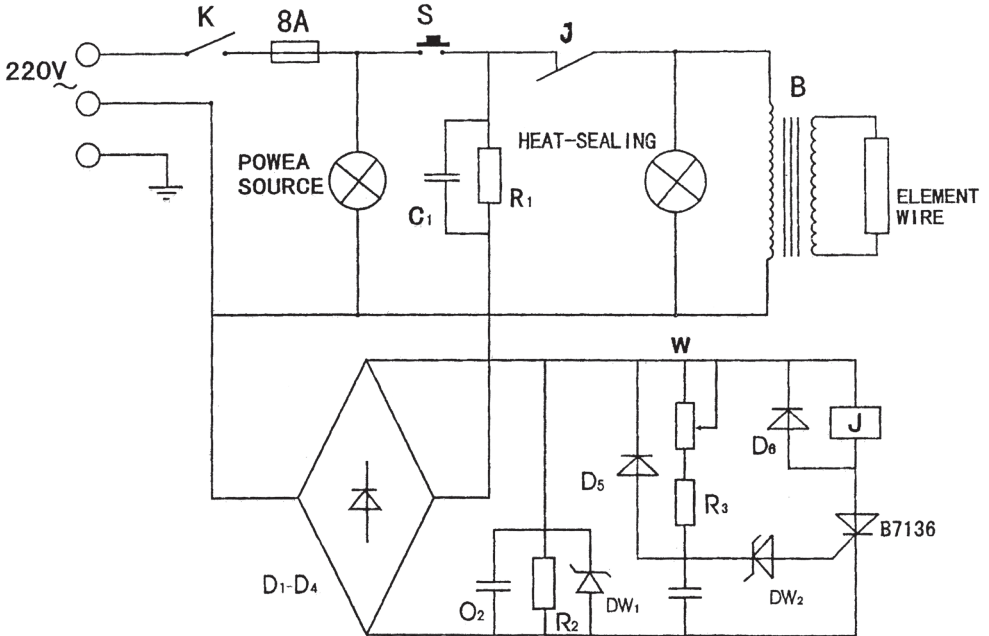 K
8A
S
J
220V
~
B
POWEA
SOURCE
HEAT-SEALING
C1
R1
ELEMENT
WIRE
W
J
D6
D5
R3
B7136
D1-D4
O2
R2
DW1
DW2